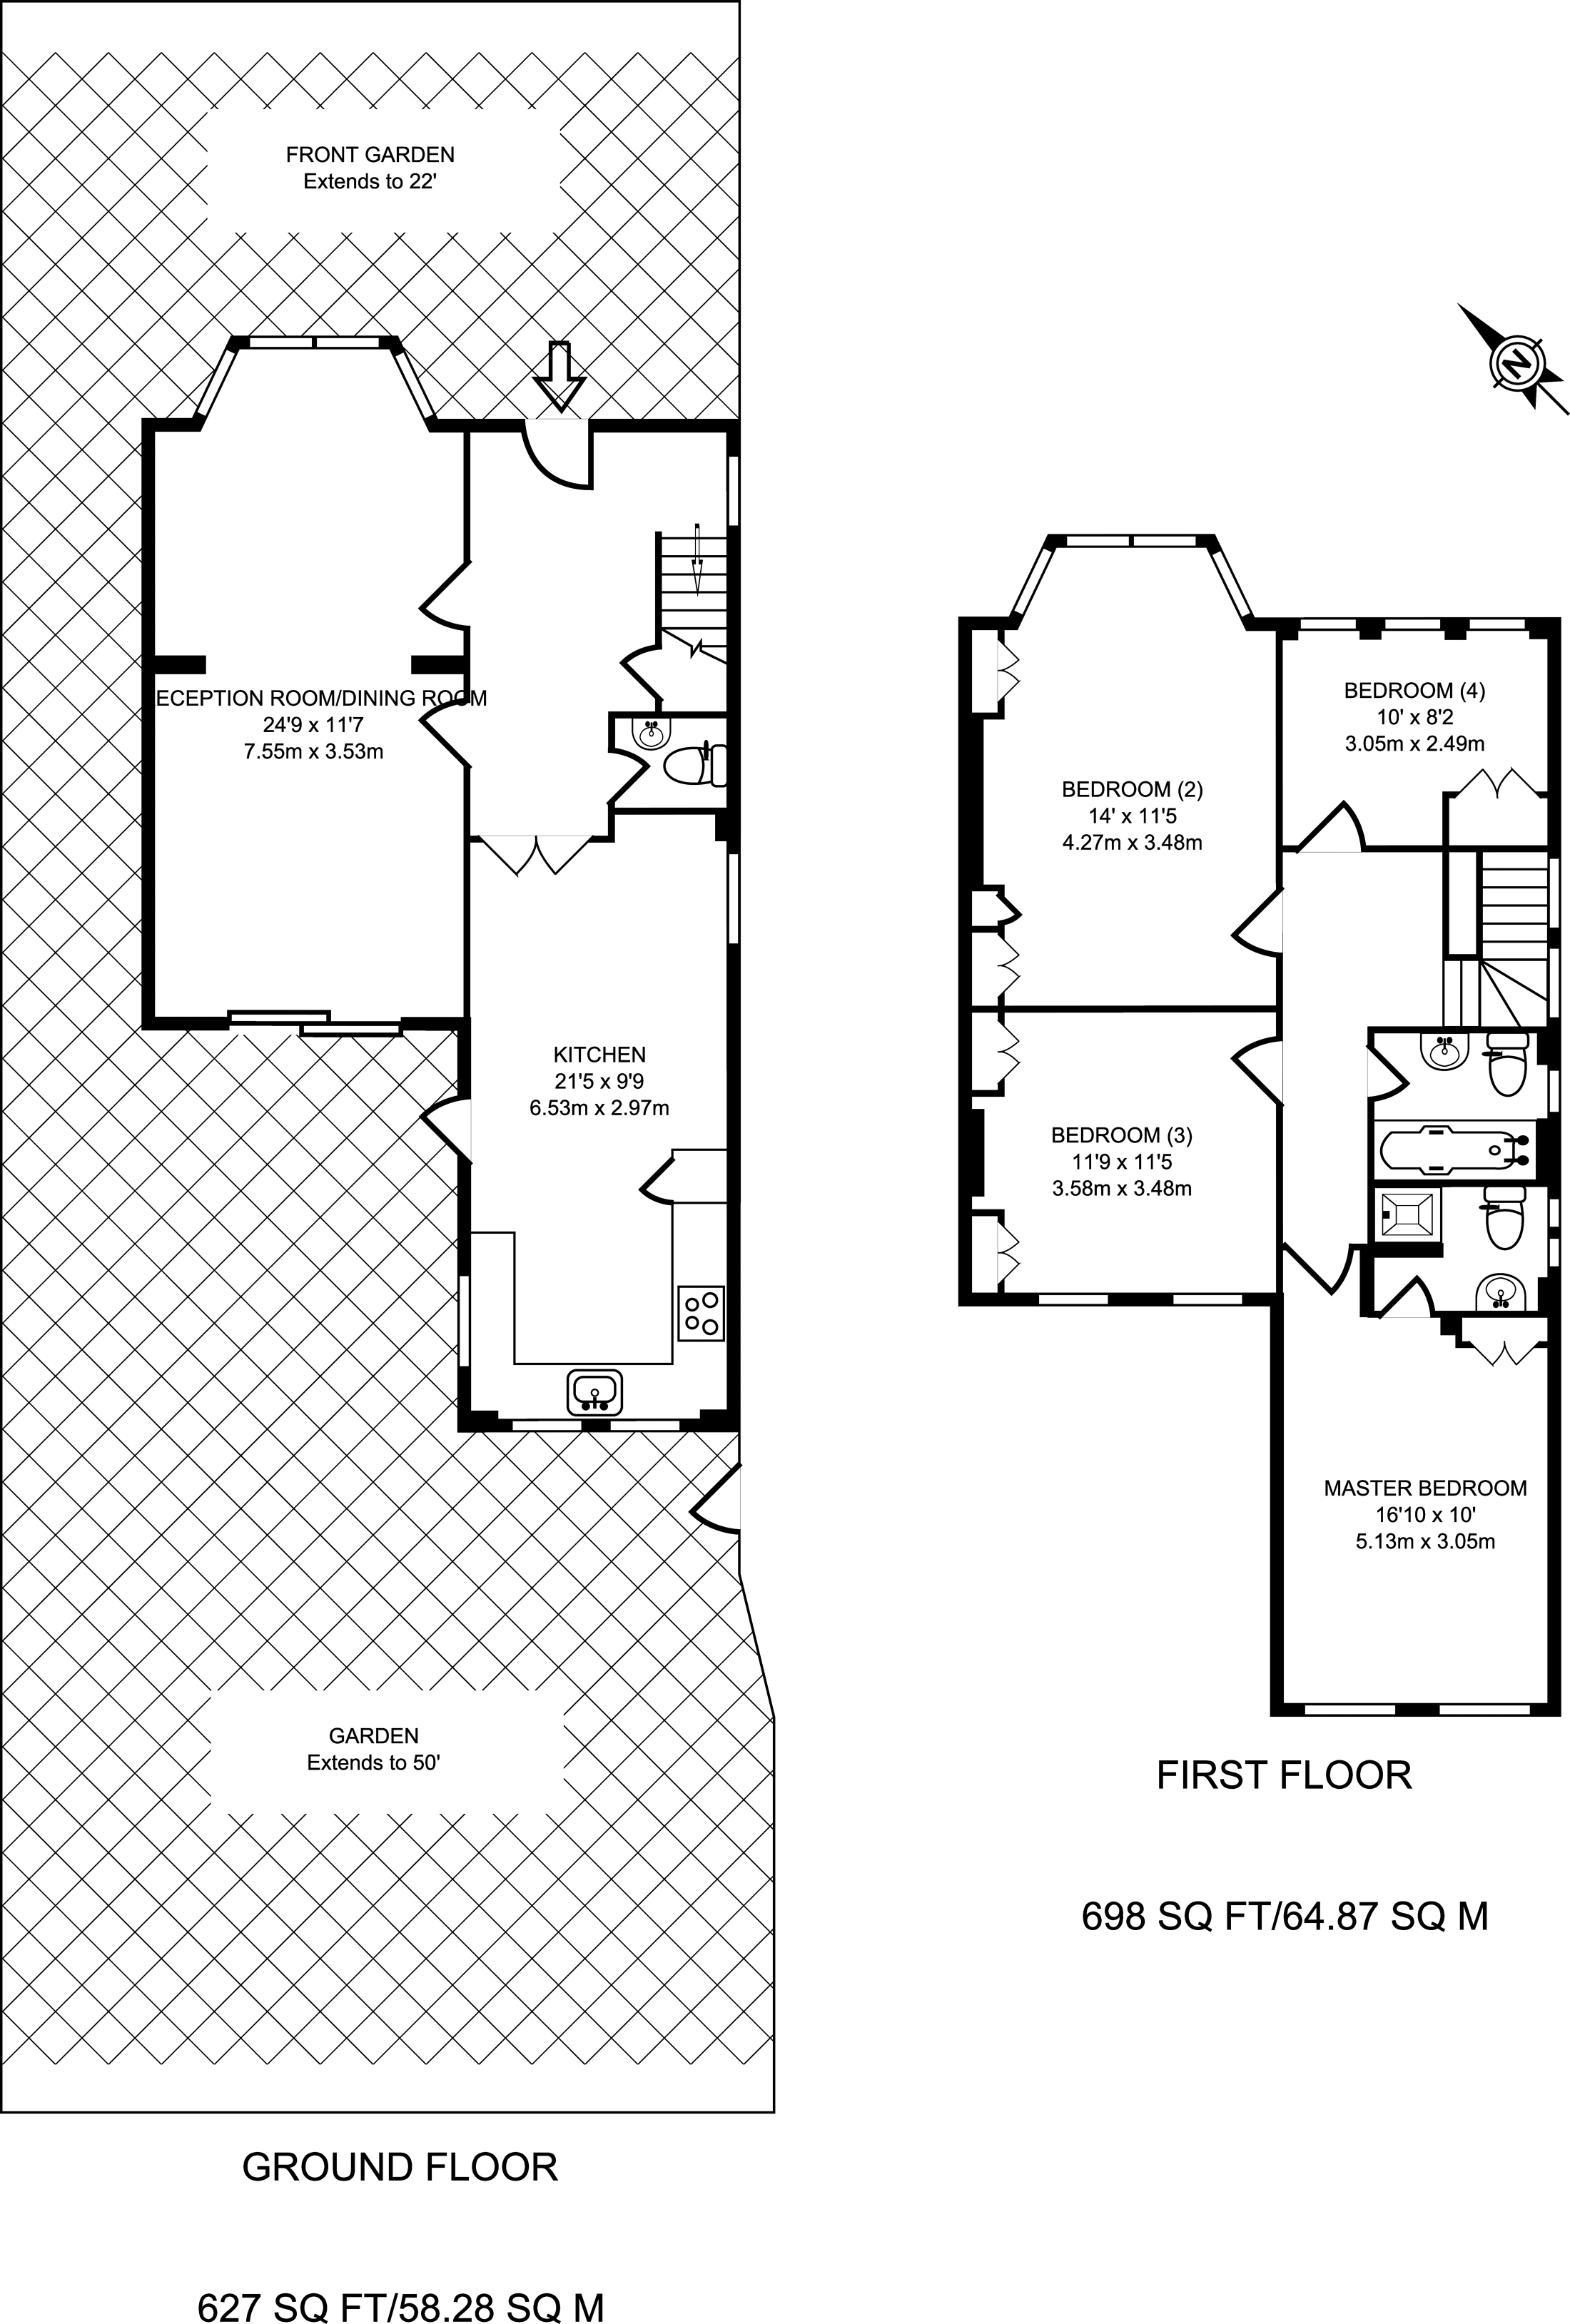 FRONT GARDEN
Extends to 22'
N
ECEPTION ROOM/DINING ROOM
24'9 x 11'7
7.55m x 3.53m
BEDROOM (4)
10' x 8'2
3.05m x 2.49m
BEDROOM (2)
14' x 11'5
4.27m x 3.48m
KITCHEN
21'5 x 9'9
6.53m x 2.97m
BEDROOM (3)
11'9 x 11'5
3.58m x 3.48m
MASTER BEDROOM
16'10 x 10'
5.13m x 3.05m
GARDEN
Extends to 50'
FIRST FLOOR
698 SQ FT/64.87 SQ M
GROUND FLOOR
627 SQ FT/58.28 SQ M